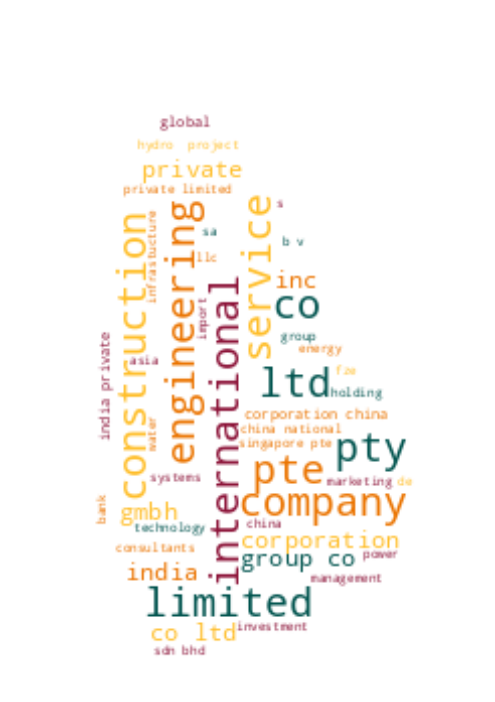 global
hydro project
private
private limited
construction
infrastucture
engineering
sa
llc
service
s
b v
inc
co
import
international
india private
asia
group
energy
fze
ltd
holding
corporation china
china national
singapore pte
pty
water
pte
systems
marketing
de
company
bank
gmbh
technology
china
corporation
consultants
group co
power
india
management
limited
co ltd
investment
sdn bhd